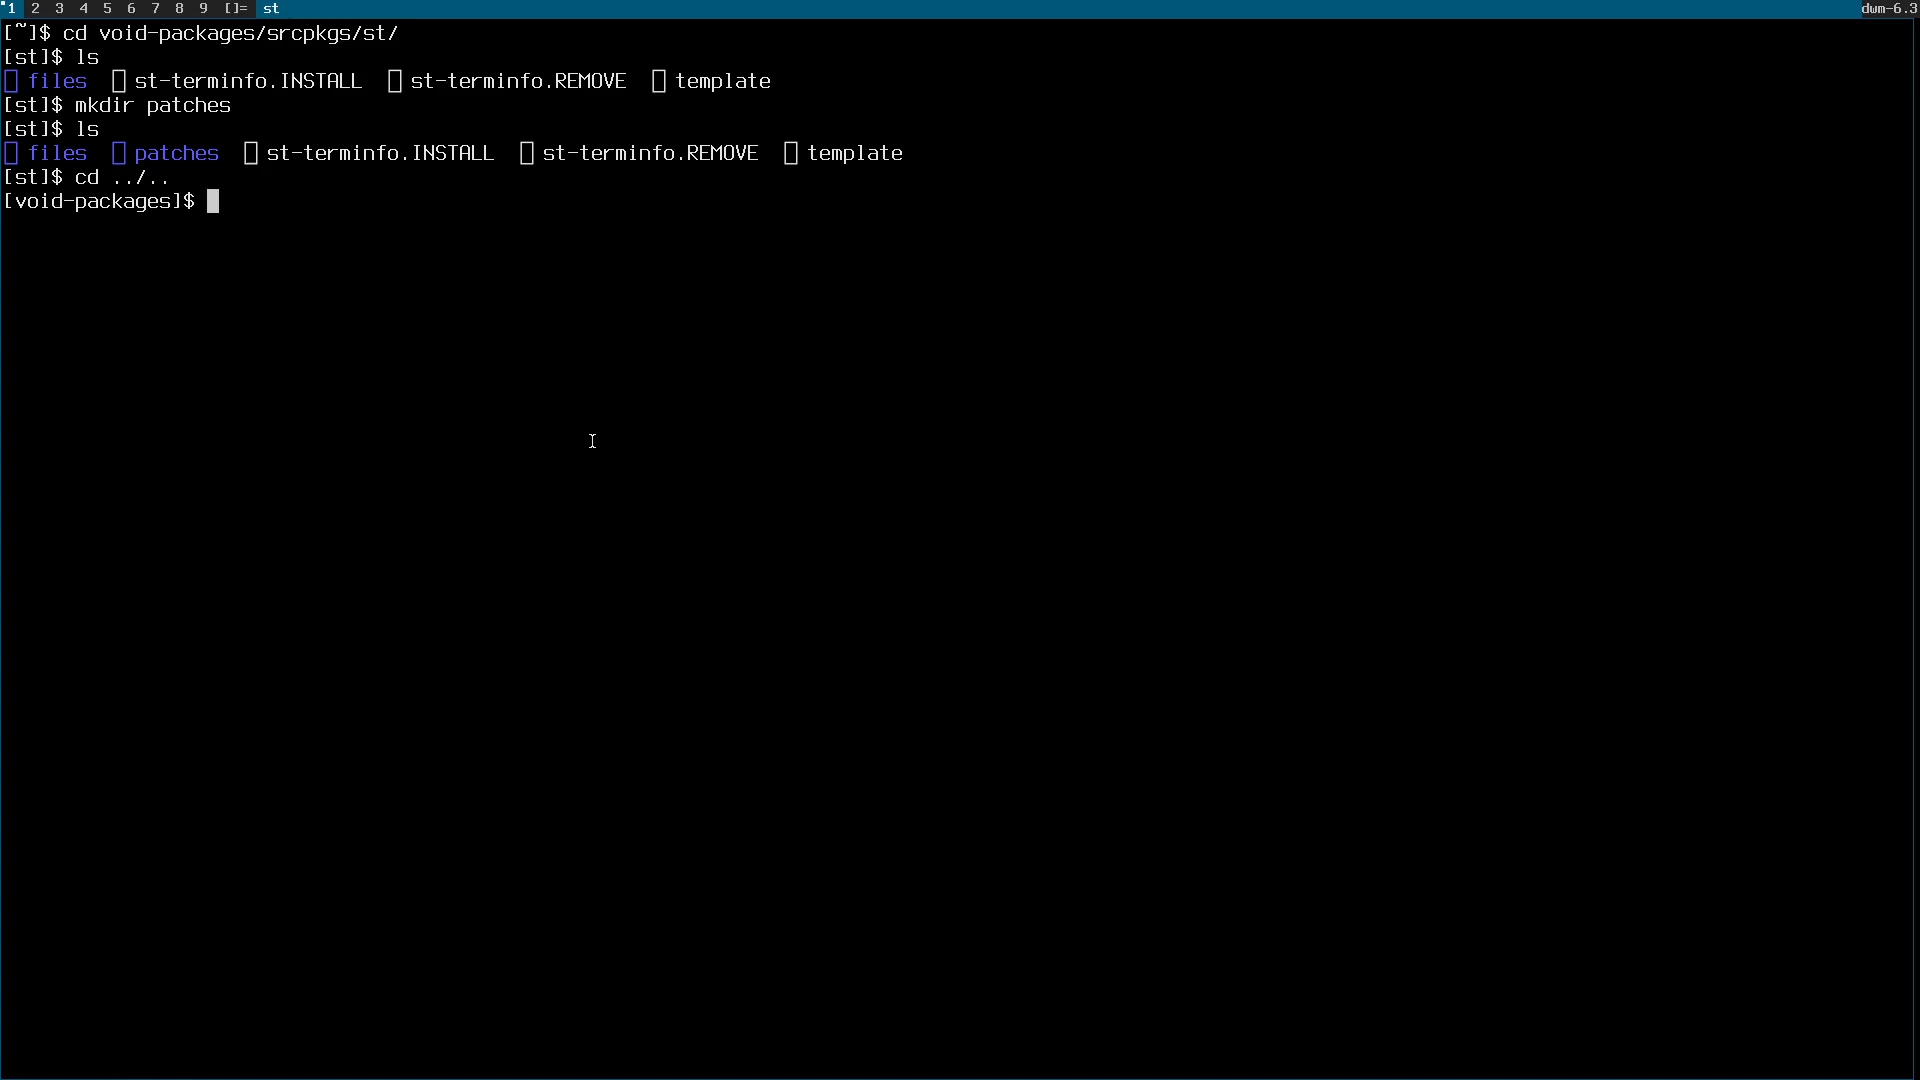 1 2 3 4 5 6 7 8 9 []= st dwm-6.3
[~]$ cd void-packages/srcpkgs/st/
[st]$ ls
files st-terminfo.INSTALL st-terminfo.REMOVE template
[st]$ mkdir patches
[st]$ ls
files patches st-terminfo.INSTALL st-terminfo.REMOVE template
[st]$ cd ../..
[void-packages]$